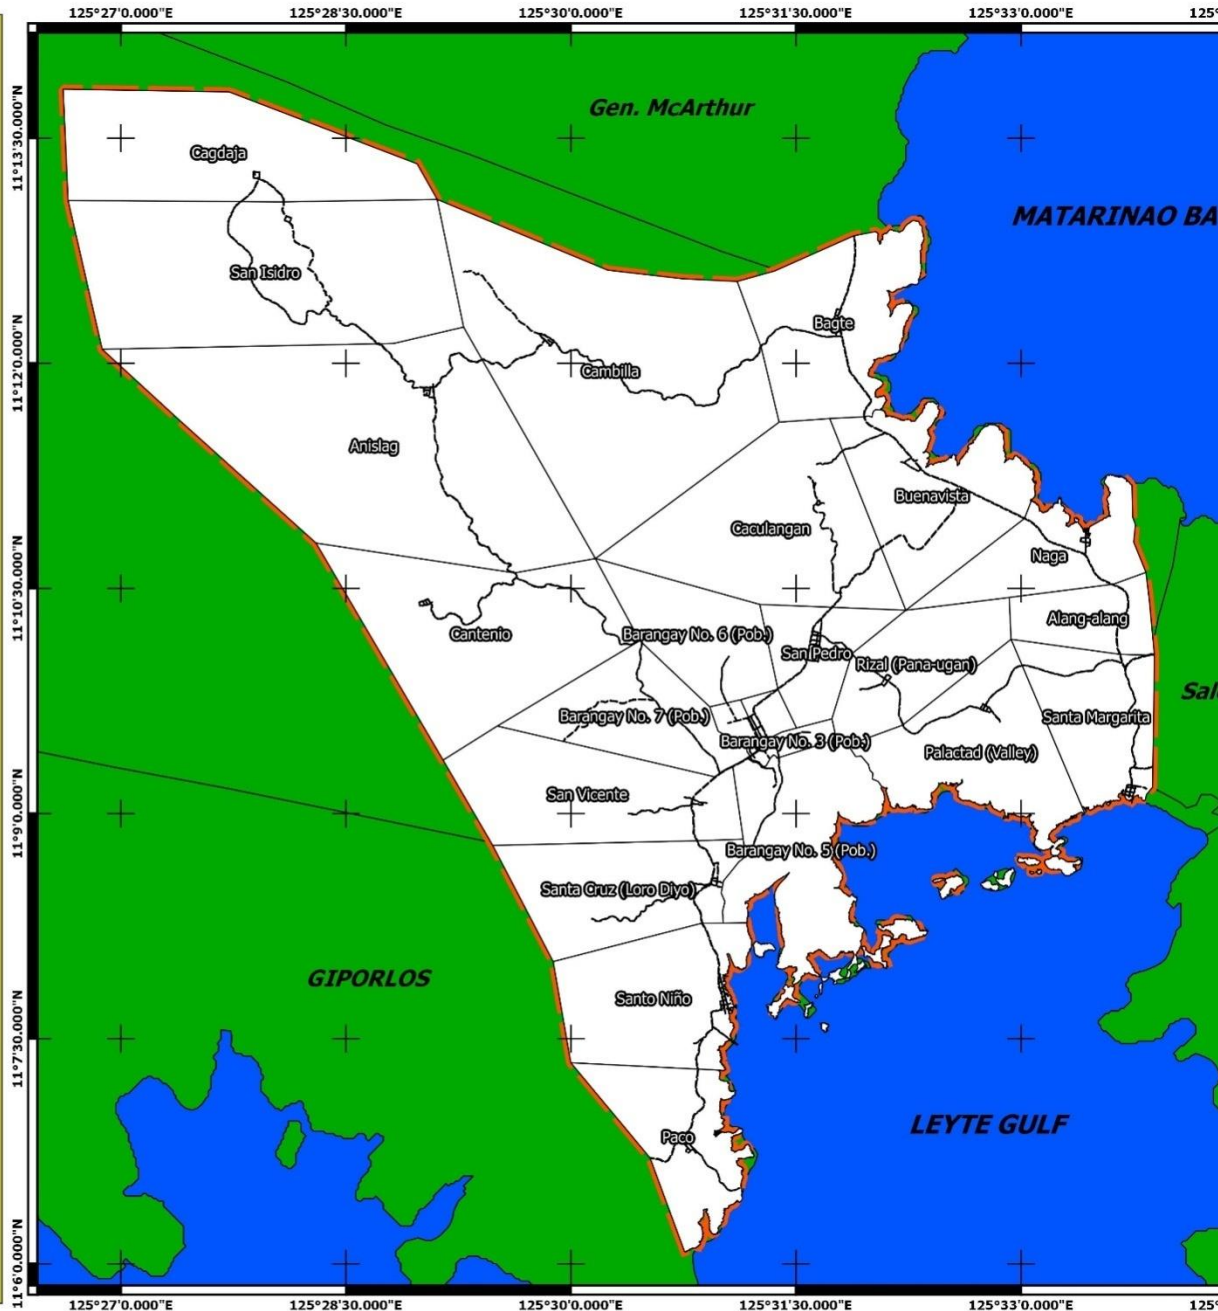 125°27'0.000"E 125°28'30.000"E 125°30'0.000"E 125°31'30.000"E 125°33'0.000"E 125°
Gen. McArthur
11°13'30.000"N
Cagdaja
MATARINAO BA
San Isidro
Bagte
11°12'0.000"N
Cambilla
Anislag
Buenavista
Caculangan
Naga
11°10'30.000"N
Alang-alang
Cantenio
Barangay No. 6 (Pob.)
San Pedro
Rizal (Pana-ugan)
Sal
Barangay No. 7 (Pob.)
Santa Margarita
Barangay No. 3 (Pob.)
Palactad (Valley)
San Vicente
11°9'0.000"N
Barangay No. 5 (Pob.)
Santa Cruz (Loro Diyo)
GIPORLOS
Santo Niño
11°7'30.000"N
LEYTE GULF
Paco
11°6'0.000"N
125°27'0.000"E 125°28'30.000"E 125°30'0.000"E 125°31'30.000"E 125°33'0.000"E 125°